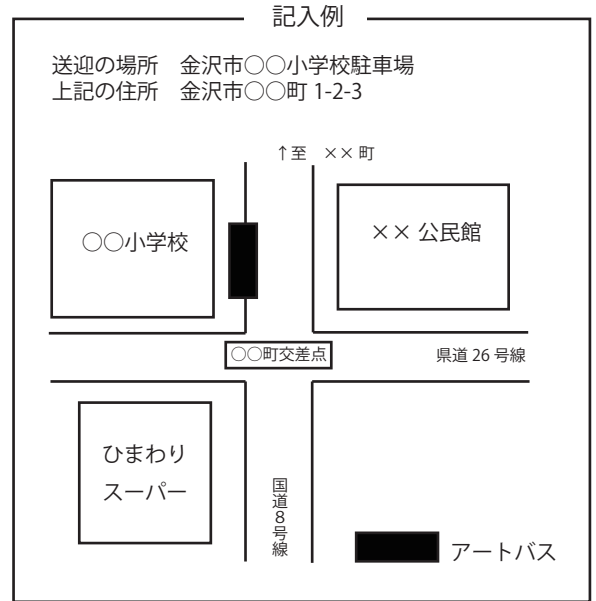 記入例
送迎の場所　金沢市○○小学校駐車場
上記の住所　金沢市○○町 1-2-3
↑至　×× 町
○○小学校
×× 公民館
○○町交差点
県道 26 号線
ひまわり
スーパー
国道8号線
アートバス